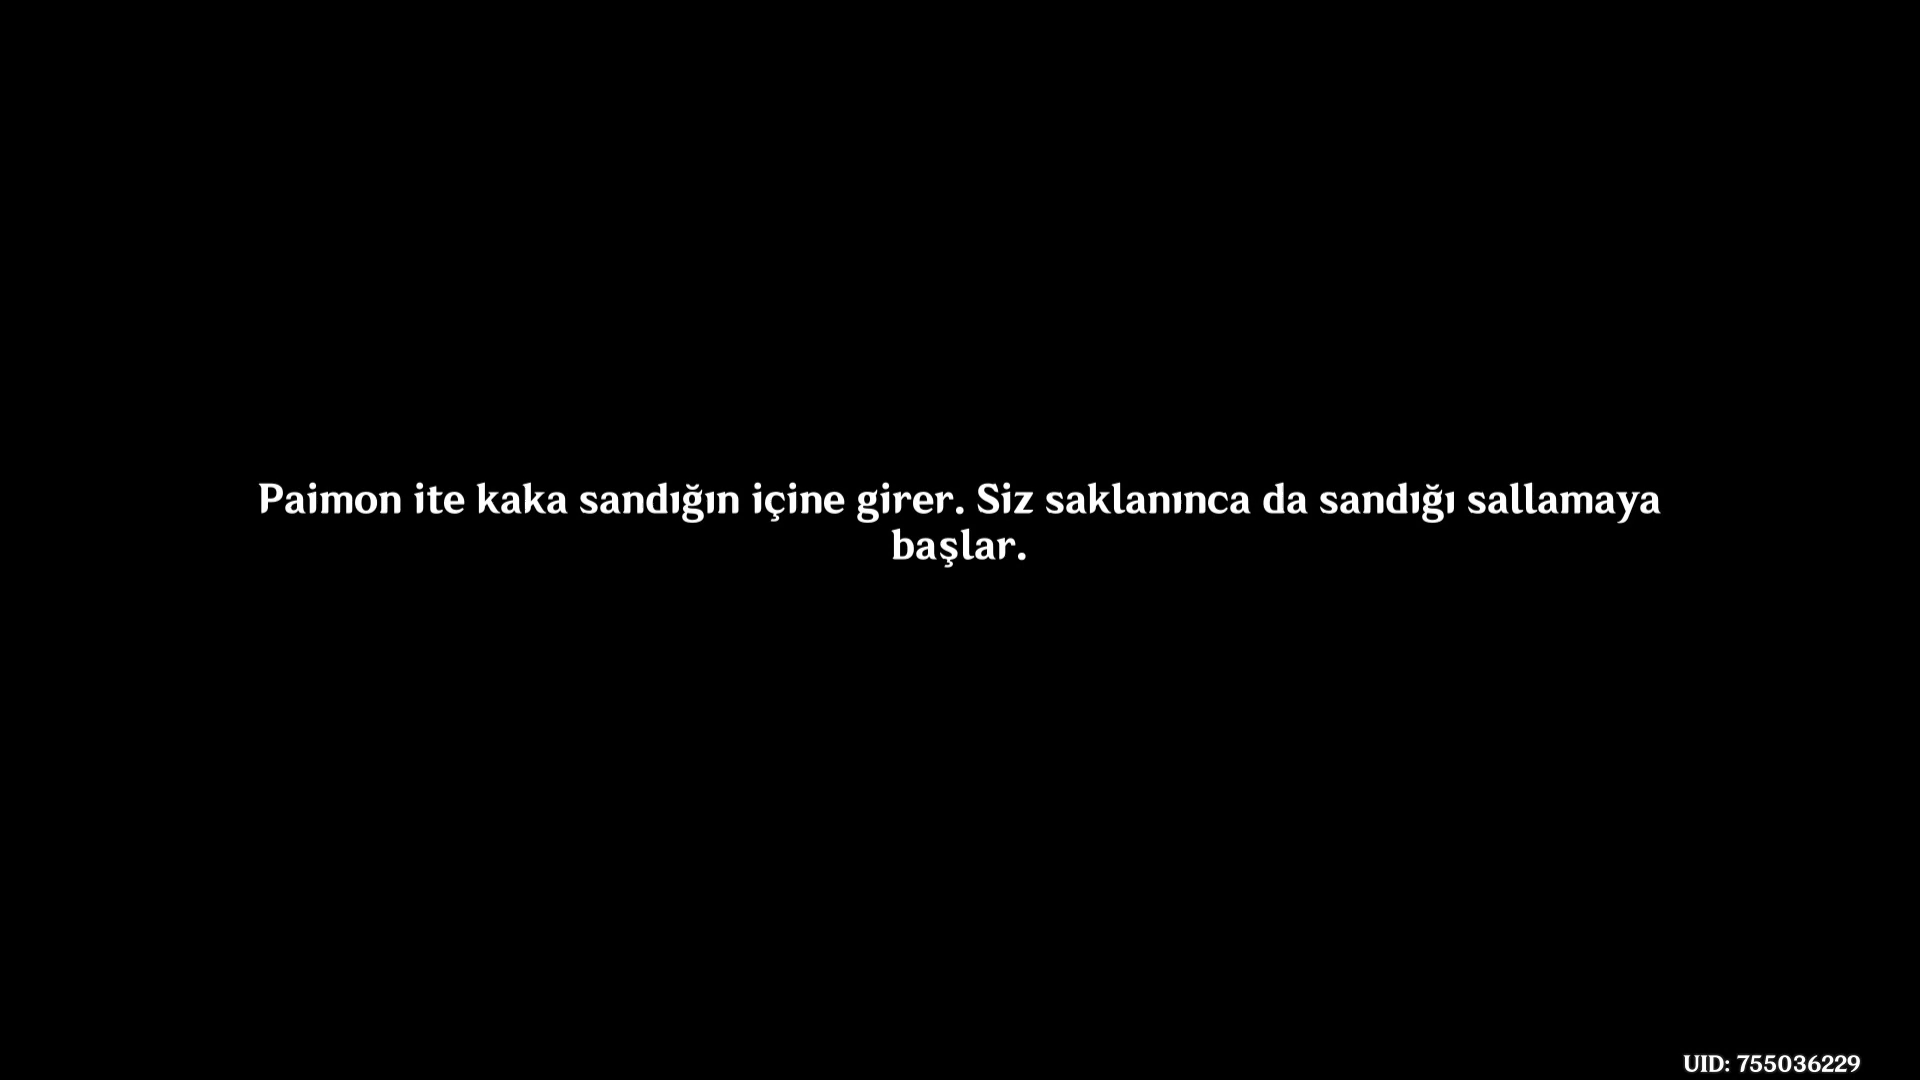 Paimon ite kaka sandığın içine girer. Siz saklanınca da sandığı sallamaya
başlar.
UID: 755036229